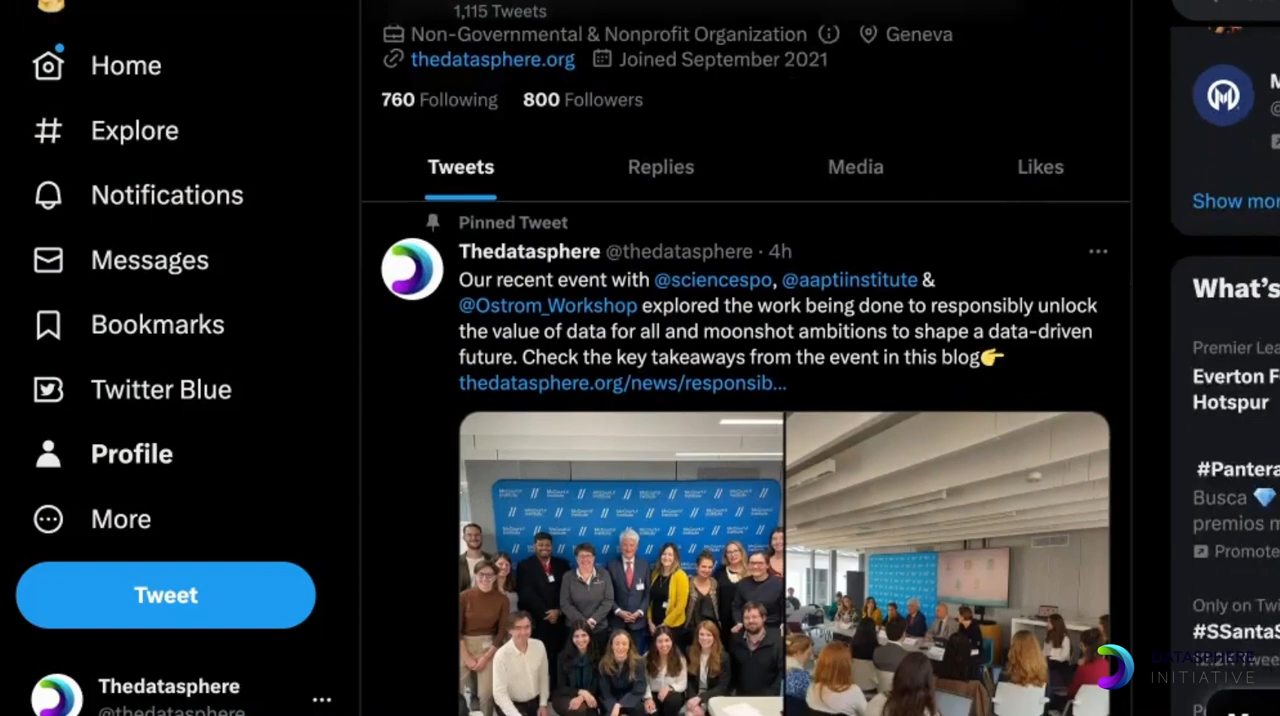 1,115 Tweets
Non-Governmental & Nonprofit Organization
Geneva
thedatasphere.org
Joined September 2021
760 Following
800 Followers
Home
Explore
Notifications
Messages
Bookmarks
Twitter Blue
Profile
More
Tweet
Thedatasphere
@thedatasphere
Tweets
Replies
Media
Likes
Pinned Tweet
Thedatasphere @thedatasphere · 4h
Our recent event with @sciencespo, @aaptiinstitute &
@Ostrom_Workshop explored the work being done to responsibly unlock
the value of data for all and moonshot ambitions to shape a data-driven
future. Check the key takeaways from the event in this blog👉
thedatasphere.org/news/responsib...
Show mor
What's
Premier Lea
Everton F
Hotspur
#Pantera
Busca 💎
premios m
Promote
Only on Twi
#SSantaS
DATASPHERE
INITIATIVE